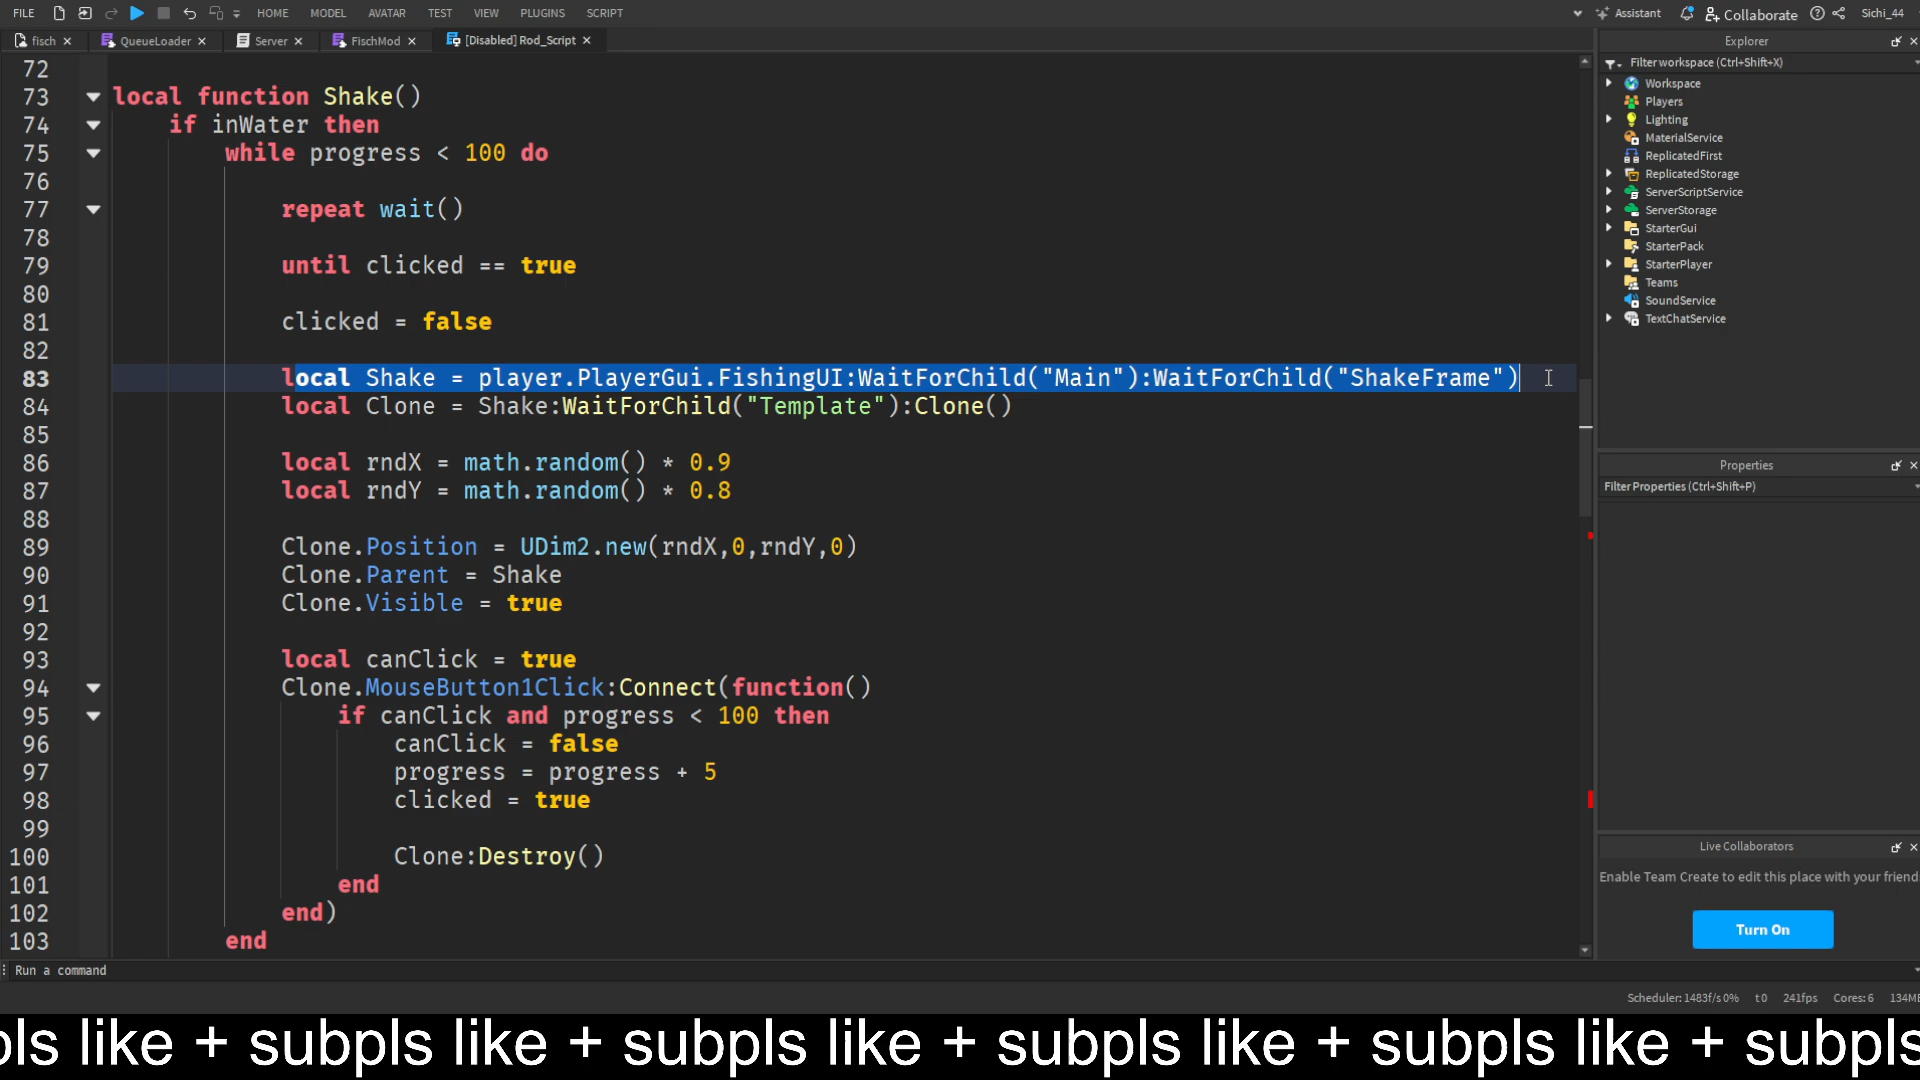 FILE HOME MODEL AVATAR TEST VIEW PLUGINS SCRIPT Assistant Collaborate Sichi_44
fisch QueueLoader Server FischMod [Disabled] Rod_Script
72
73 local function Shake()
74 if inWater then
75 while progress < 100 do
76
77 repeat wait()
78
79 until clicked == true
80
81 clicked = false
82
83 local Shake = player.PlayerGui.FishingUI:WaitForChild("Main"):WaitForChild("ShakeFrame")
84 local Clone = Shake:WaitForChild("Template"):Clone()
85
86 local rndX = math.random() * 0.9
87 local rndY = math.random() * 0.8
88
89 Clone.Position = UDim2.new(rndX,0,rndY,0)
90 Clone.Parent = Shake
91 Clone.Visible = true
92
93 local canClick = true
94 Clone.MouseButton1Click:Connect(function()
95 if canClick and progress < 100 then
96 canClick = false
97 progress = progress + 5
98 clicked = true
99
100 Clone:Destroy()
101 end
102 end)
103 end
Explorer
Filter workspace (Ctrl+Shift+X)
Workspace
Players
Lighting
MaterialService
ReplicatedFirst
ReplicatedStorage
ServerScriptService
ServerStorage
StarterGui
StarterPack
StarterPlayer
Teams
SoundService
TextChatService
Properties
Filter Properties (Ctrl+Shift+P)
Live Collaborators
Enable Team Create to edit this place with your friend
Turn On
Run a command
Scheduler: 1483f/s 0% t0 241fps Cores: 6 134MB
pls like + subpls like + subpls like + subpls like + subpls like + subpls